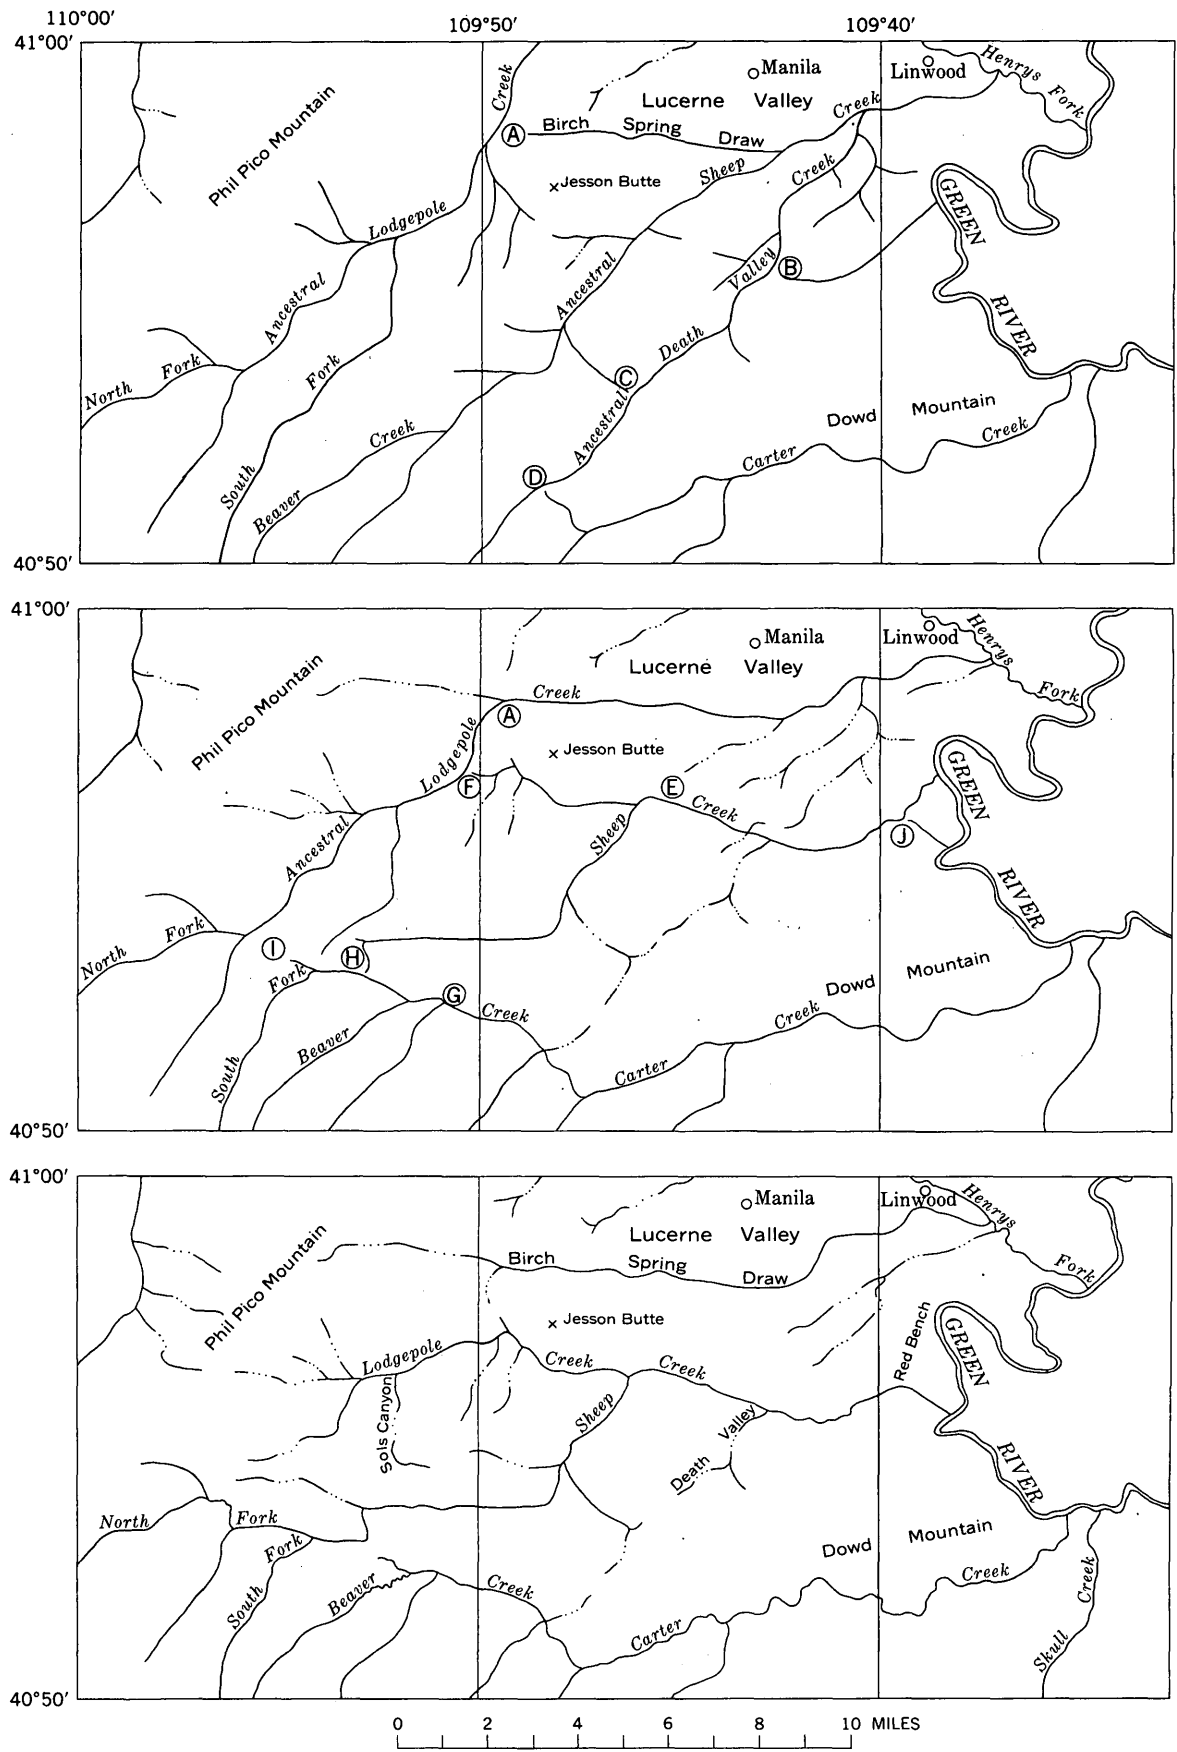 110°00′ 109°50′ 109°40′
41°00′
Creek
Manila
Linwood
Henrys
Fork
Lucerne Valley
Creek
A
Birch Spring Draw
Phil Pico Mountain
Sheep
Creek
Jesson Butte
GREEN
Lodgepole
Valley
B
Ancestral
Ancestral
RIVER
Death
North Fork
Fork
C
Ancestral
Dowd Mountain
Creek
Creek
Carter
South
Beaver
D
40°50′
41°00′
Manila
Linwood
Henrys
Fork
Lucerne Valley
Creek
A
Phil Pico Mountain
Lodgepole
Jesson Butte
GREEN
F
E
Creek
Sheep
J
Ancestral
RIVER
North Fork
I
H
Fork
G
Creek
Dowd Mountain
Creek
Beaver
South
Carter
40°50′
41°00′
Manila
Linwood
Henrys
Fork
Lucerne Valley
Birch Spring Draw
Phil Pico Mountain
Jesson Butte
Red Bench
GREEN
Lodgepole
Creek
Creek
Sols Canyon
Sheep
Valley
Death
RIVER
North
Fork
Fork
Dowd Mountain
South
Beaver
Creek
Creek
Creek
Carter
Skull
40°50′
0 2 4 6 8 10 MILES